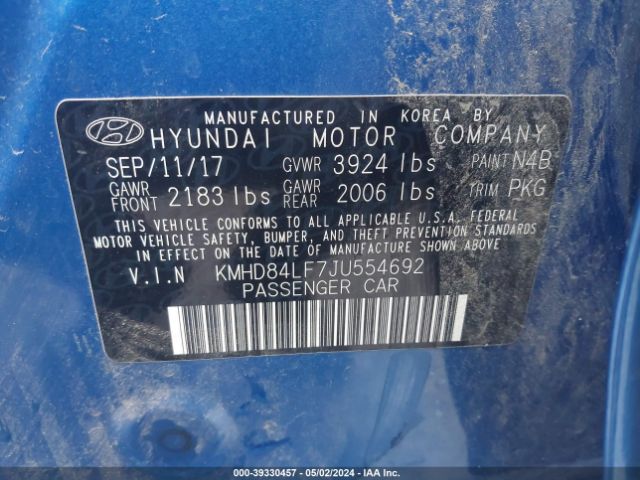 MANUFACTURED IN KOREA BY
HYUNDAI MOTOR COMPANY
SEP/11/17 GVWR 3924 lbs PAINT N4B
GAWR FRONT 2183 lbs GAWR REAR 2006 lbs TRIM PKG
THIS VEHICLE CONFORMS TO ALL APPLICABLE U.S.A. FEDERAL
MOTOR VEHICLE SAFETY, BUMPER, AND THEFT PREVENTION
STANDARDS IN EFFECT ON THE DATE OF MANUFACTURE SHOWN ABOVE.
V.I.N KMHD84LF7JU554692
PASSENGER CAR
000-39330457 - 05/02/2024 - IAA Inc.